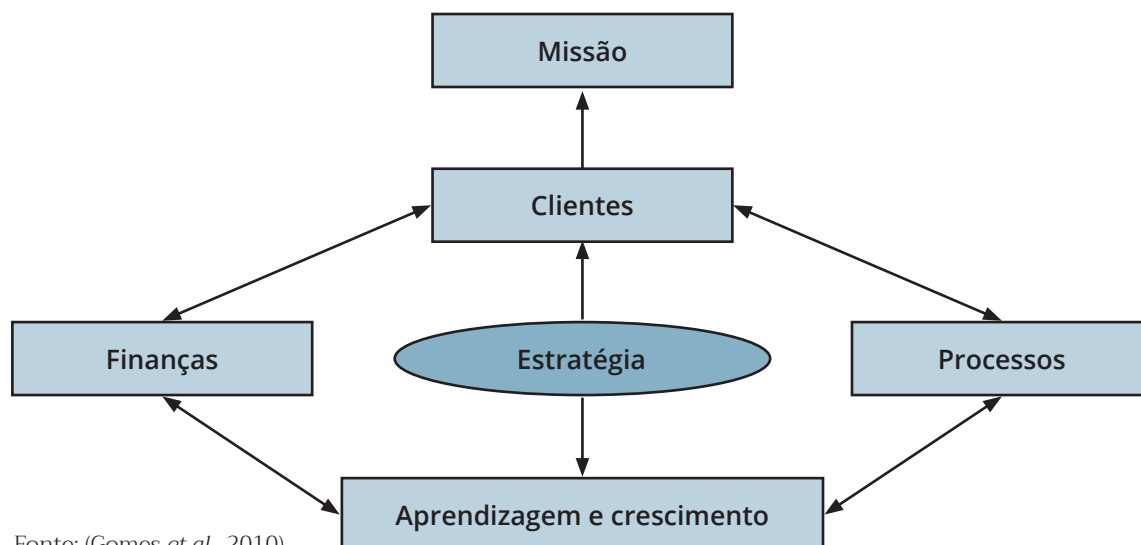 Missão
Clientes
Finanças
Estratégia
Processos
Aprendizagem e crescimento
Fonte: (Gomes et al., 2010)